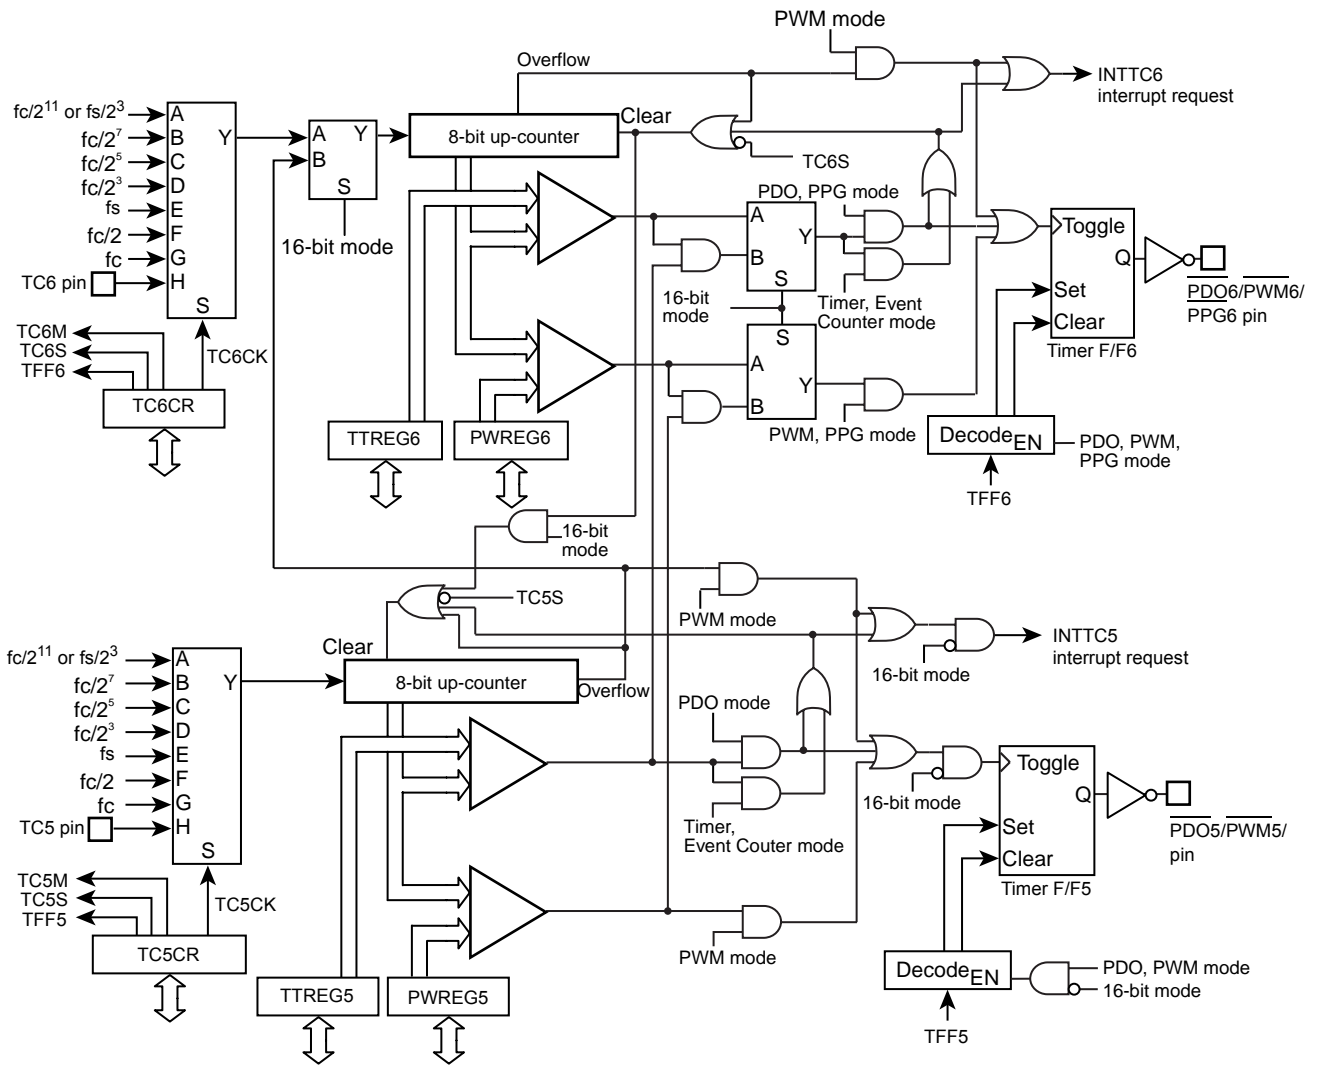 PWM mode
Overflow
INTTC6
interrupt request
fc/2¹¹ or fs/2³
fc/2⁷
fc/2⁵
fc/2³
fs
fc/2
fc
TC6 pin
A
B
C
D
E
F
G
H
Y
S
A
B
Y
S
16-bit mode
8-bit up-counter
Clear
TC6S
PDO, PPG mode
A
B
Y
S
16-bit
mode
Timer, Event
Counter mode
S
A
B
Y
PWM, PPG mode
Toggle
Q
Set
Clear
Timer F/F6
PDO6/PWM6/
PPG6 pin
TC6M
TC6S
TFF6
TC6CK
TC6CR
TTREG6
PWREG6
Decode EN
PDO, PWM,
PPG mode
TFF6
16-bit
mode
TC5S
PWM mode
INTTC5
interrupt request
16-bit mode
Clear
fc/2¹¹ or fs/2³
fc/2⁷
fc/2⁵
fc/2³
fs
fc/2
fc
TC5 pin
A
B
C
D
E
F
G
H
Y
S
8-bit up-counter
Overflow
PDO mode
Timer,
Event Couter mode
16-bit mode
Toggle
Q
Set
Clear
Timer F/F5
PDO5/PWM5/
pin
TC5M
TC5S
TFF5
TC5CK
TC5CR
TTREG5
PWREG5
PWM mode
Decode EN
PDO, PWM mode
16-bit mode
TFF5